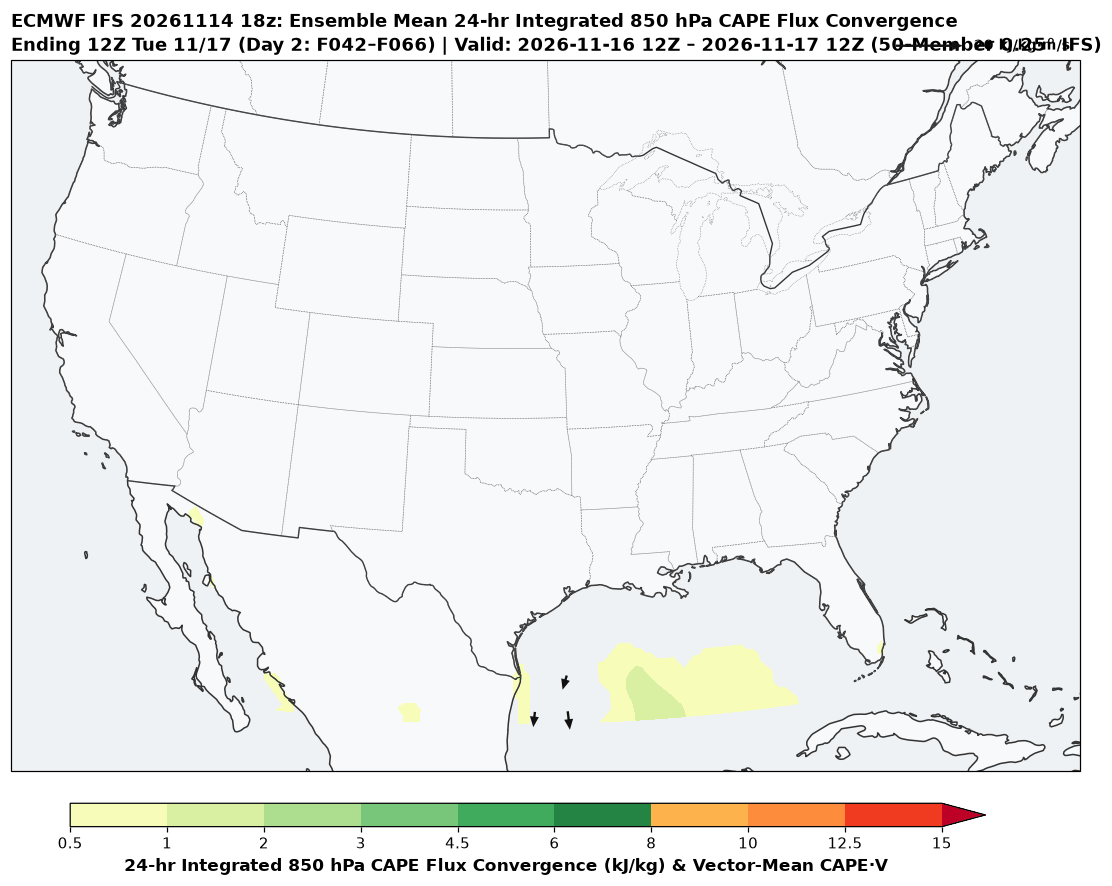 ECMWF IFS 20261114 18z: Ensemble Mean 24-hr Integrated 850 hPa CAPE Flux Convergence
Ending 12Z Tue 11/17 (Day 2: F042–F066) | Valid: 2026-11-16 12Z – 2026-11-17 12Z (50-Member 0.25° IFS)
0.5 1 2 3 4.5 6 8 10 12.5 15
24-hr Integrated 850 hPa CAPE Flux Convergence (kJ/kg) & Vector-Mean CAPE·V